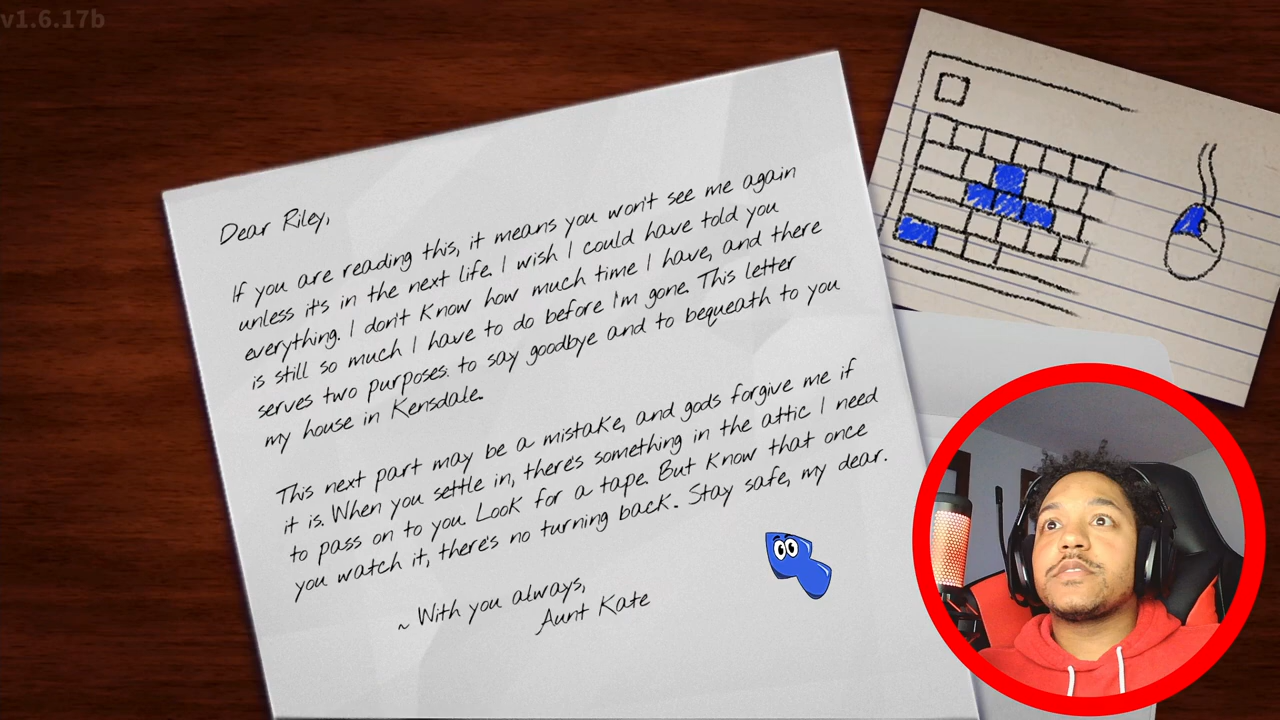 v1.6.17b
Dear Riley,
If you are reading this, it means you won't see me again
unless it's in the next life. I wish I could have told you
everything. I don't know how much time I have, and there
is still so much I have to do before I'm gone. This letter
serves two purposes: to say goodbye and to bequeath to you
my house in Kensdale.
This next part may be a mistake, and gods forgive me if
it is. When you settle in, there's something in the attic I need
to pass on to you. Look for a tape. But know that once
you watch it, there's no turning back. Stay safe, my dear.
~ With you always,
Aunt Kate